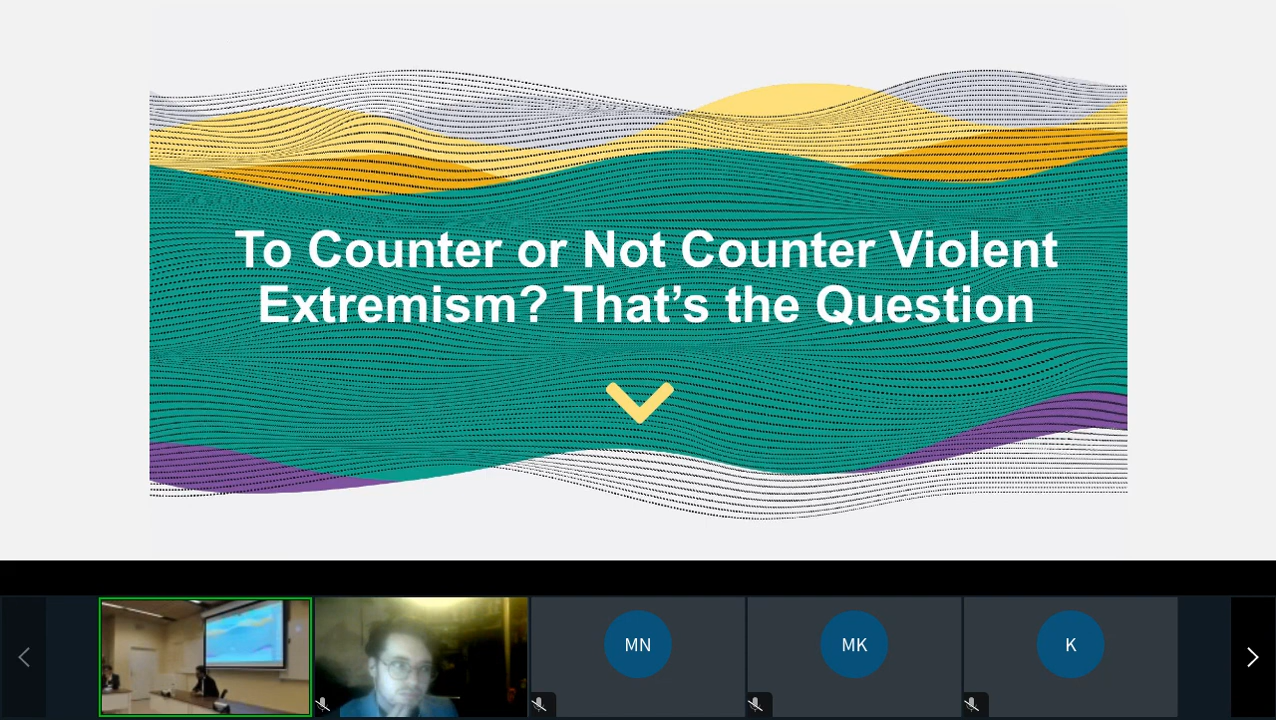 To Counter or Not Counter Violent
Extremism? That’s the Question
MN
MK
K